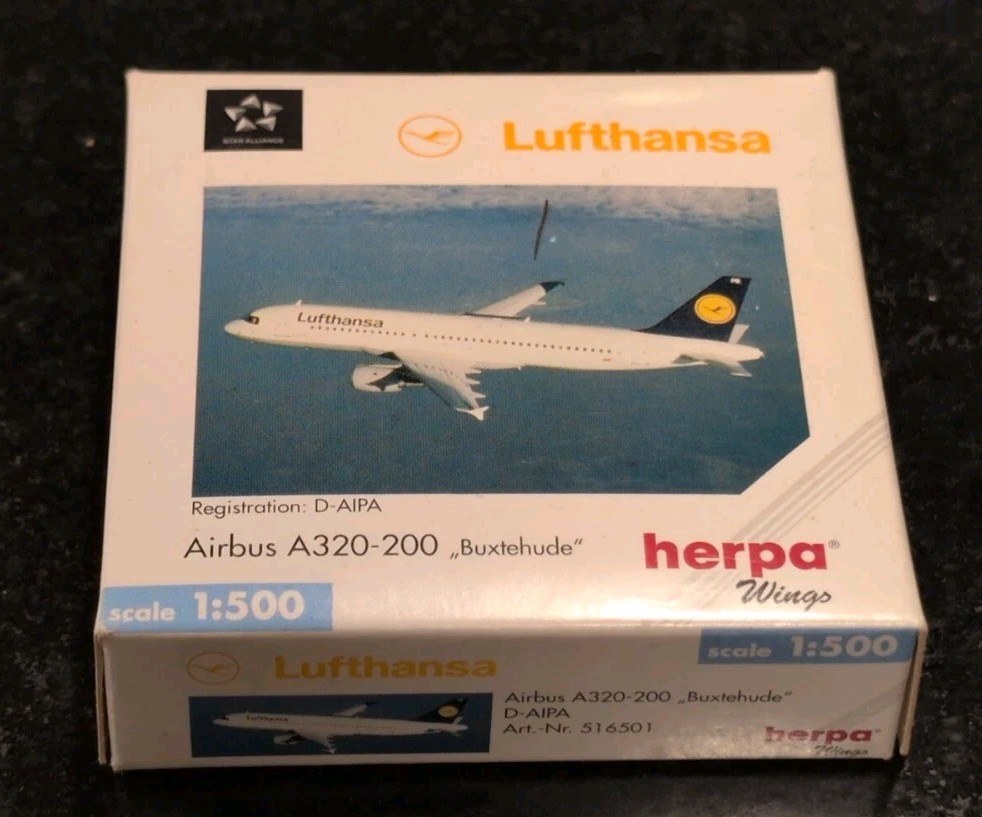 STAR ALLIANCE
Lufthansa
Lufthansa
Registration: D-AIPA
Airbus A320-200 „Buxtehude“
herpa®
Wings
scale 1:500
scale 1:500
Lufthansa
Lufthansa
Airbus A320-200 „Buxtehude“
D-AIPA
Art.-Nr. 516501
herpa
Wings